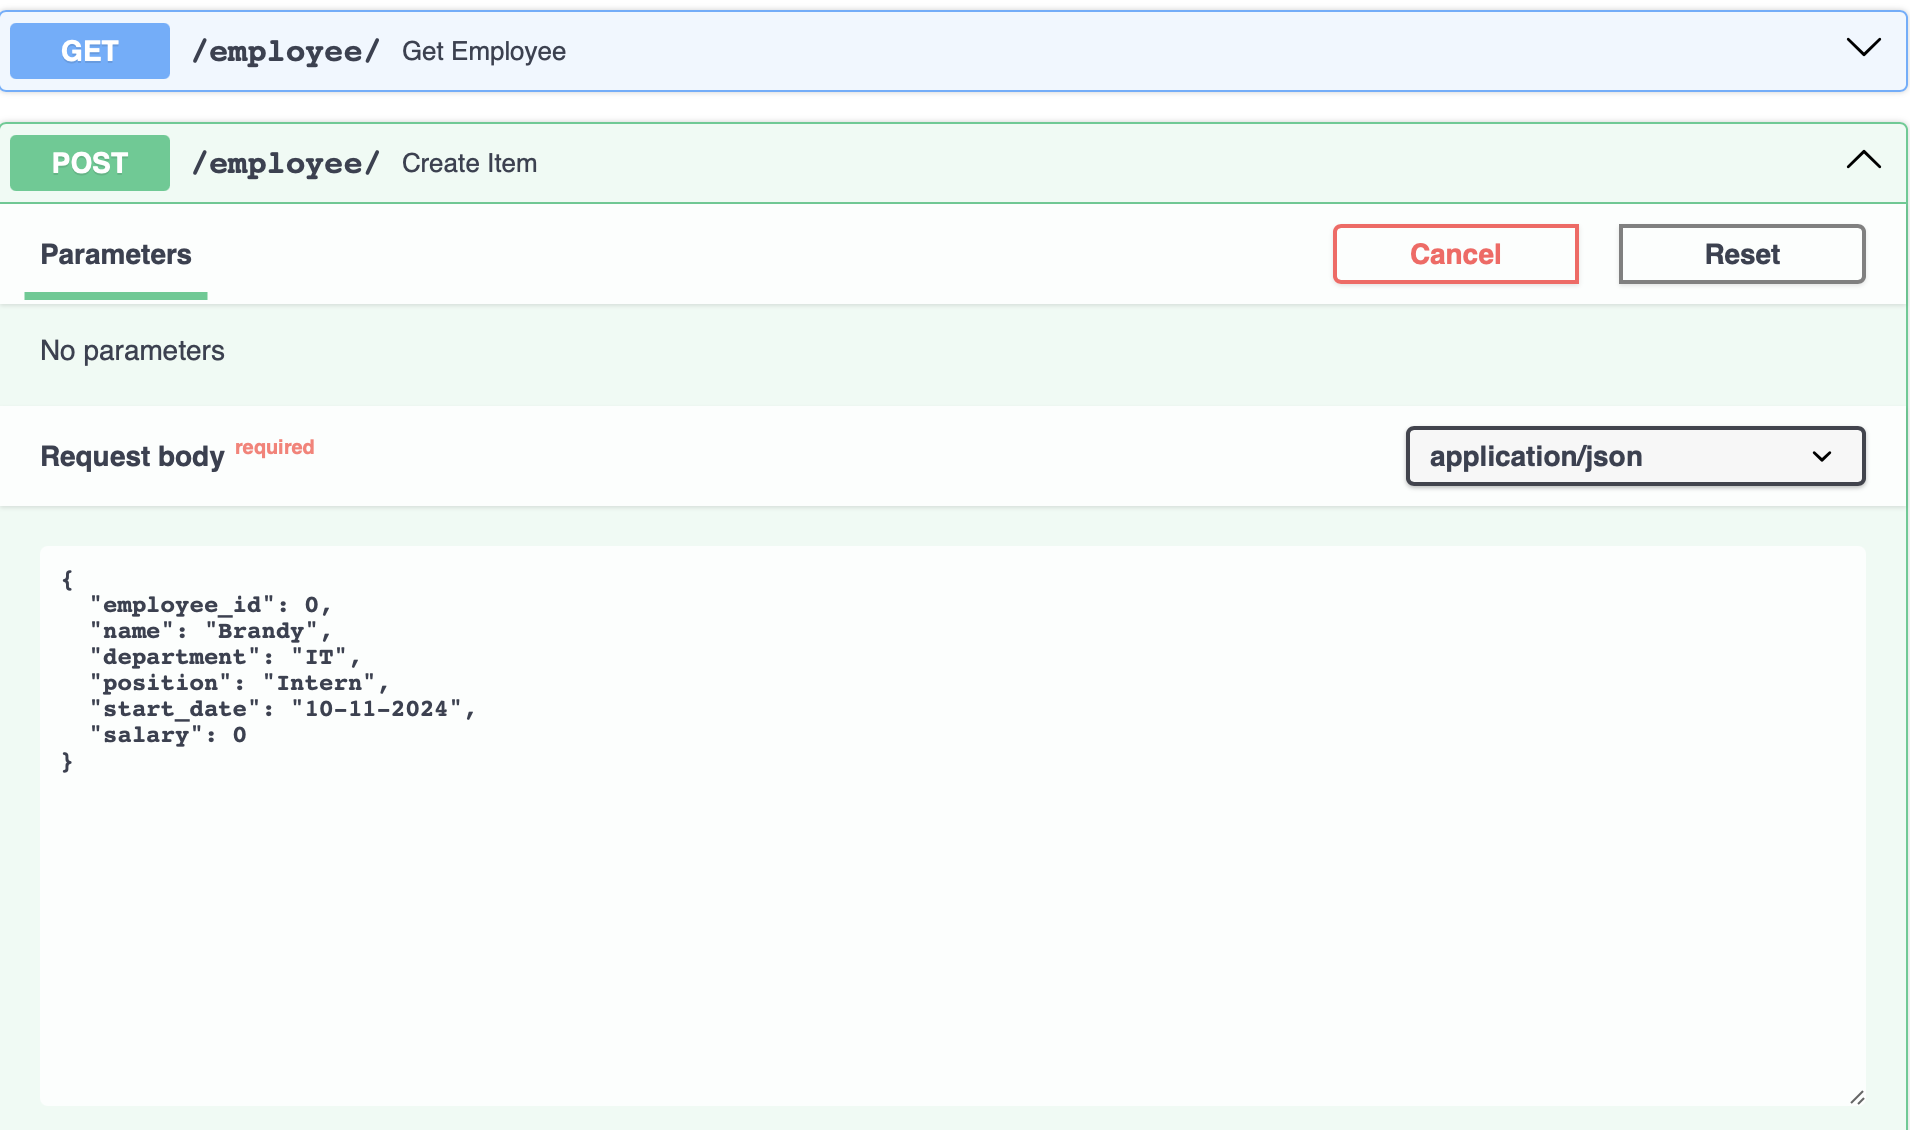 GET /employee/ Get Employee
POST /employee/ Create Item
Parameters Cancel Reset
No parameters
Request body required application/json
{
  "employee_id": 0,
  "name": "Brandy",
  "department": "IT",
  "position": "Intern",
  "start_date": "10-11-2024",
  "salary": 0
}